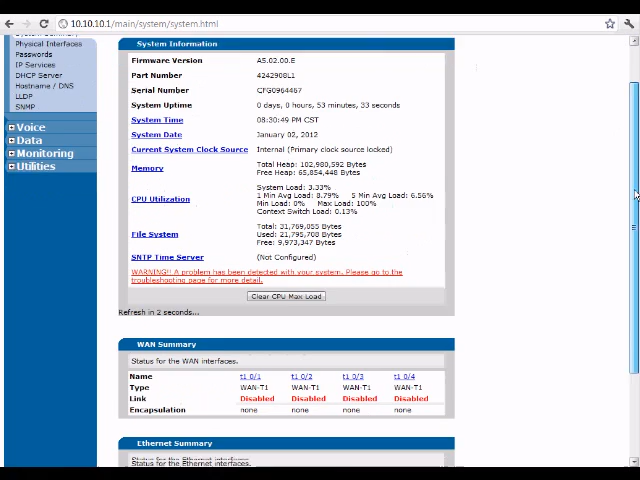 10.10.10.1/main/system/system.html
System Summary
Physical Interfaces
Passwords
IP Services
DHCP Server
Hostname / DNS
LLDP
SNMP
Voice
Data
Monitoring
Utilities
System Information
Firmware Version A5.02.00.E
Part Number 4242908L1
Serial Number CFG0964467
System Uptime 0 days, 0 hours, 53 minutes, 33 seconds
System Time 08:30:49 PM CST
System Date January 02, 2012
Current System Clock Source Internal (Primary clock source locked)
Memory Total Heap: 102,980,592 Bytes
Free Heap: 65,854,448 Bytes
CPU Utilization System Load: 3.33%
1 Min Avg Load: 8.79% 5 Min Avg Load: 6.56%
Min Load: 0% Max Load: 100%
Context Switch Load: 0.13%
File System Total: 31,769,055 Bytes
Used: 21,795,708 Bytes
Free: 9,973,347 Bytes
SNTP Time Server (Not Configured)
WARNING!! A problem has been detected with your system. Please go to the
troubleshooting page for more detail.
Clear CPU Max Load
Refresh in 2 seconds...
WAN Summary
Status for the WAN interfaces.
Name t1 0/1 t1 0/2 t1 0/3 t1 0/4
Type WAN-T1 WAN-T1 WAN-T1 WAN-T1
Link Disabled Disabled Disabled Disabled
Encapsulation none none none none
Ethernet Summary
Status for the Ethernet interfaces.